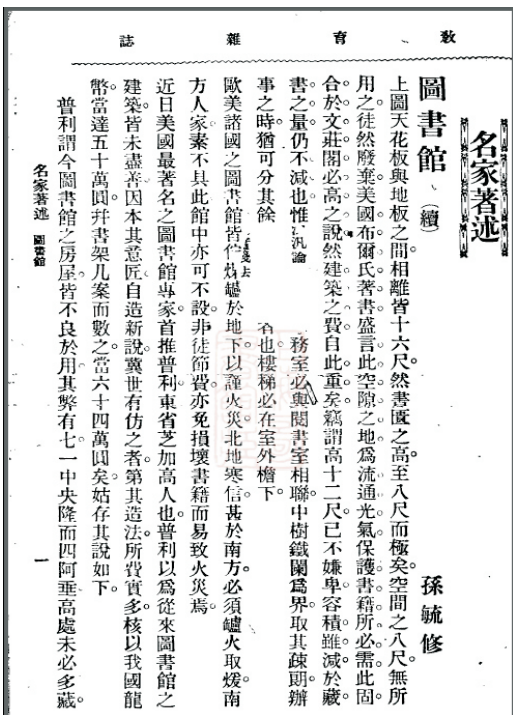 敎育雜誌
名家著述
圖書館（續）　孫毓修
上圖天花板與地板之間相離皆十六尺。然書匱之高至八尺而極矣。空間之八尺無所
用之。徒然廢棄。美國布爾氏著書盛言此空隙之地爲流通光氣保護書籍所必需。此固
合於文莊閣必高之說。然建築之費自此重矣。竊謂高十二尺已不嫌卑。容積雖減。於藏
書之量。仍不減也。惟汎論　務室必與閱書室相聯。中樹鐵闌爲界。取其疎朗。辦
事之時。猶可分其餘　也。樓梯必在室外檐下。
歐美諸國之圖書館。皆罏於地下。以謹火災。北地寒信。甚於南方。必須罏火取煖。南
方人家素不具此。館中亦可不設。非徒節費。亦免損壞書籍而易致火災焉。
近日美國最著名之圖書館專家。首推普利東省芝加高人也。普利以爲從來圖書館之
建築。皆未盡善。因本其意匠。自造新說。冀世有仿之者。第其造法。所費實多。核以我國龍
幣。當達五十萬圓。幷書架几案而數之。當六十四萬圓矣。姑存其說如下。
普利謂今圖書館之房屋。皆不良於用。其弊有七。一中央隆而四阿垂。高處未必多藏。
名家著述　圖書館
一